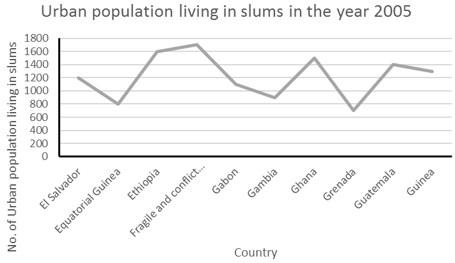 Urban population living in slums in the year 2005
No. of Urban population living in slums
1800
1600
1400
1200
1000
800
600
400
200
0
El Salvador
Equatorial Guinea
Ethiopia
Fragile and conflict...
Gabon
Gambia
Ghana
Grenada
Guatemala
Guinea
Country